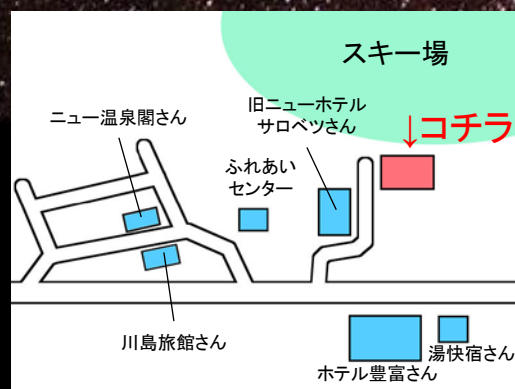 スキー場
旧ニューホテル
サロベツさん
ニュー温泉閣さん
↓コチラ
ふれあい
センター
川島旅館さん
湯快宿さん
ホテル豊富さん